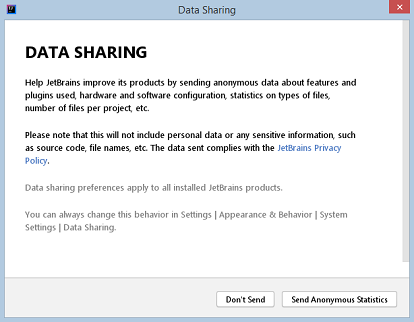 Data Sharing
DATA SHARING
Help JetBrains improve its products by sending anonymous data about features and
plugins used, hardware and software configuration, statistics on types of files,
number of files per project, etc.
Please note that this will not include personal data or any sensitive information, such
as source code, file names, etc. The data sent complies with the JetBrains Privacy
Policy.
Data sharing preferences apply to all installed JetBrains products.
You can always change this behavior in Settings | Appearance & Behavior | System
Settings | Data Sharing.
Don't Send
Send Anonymous Statistics